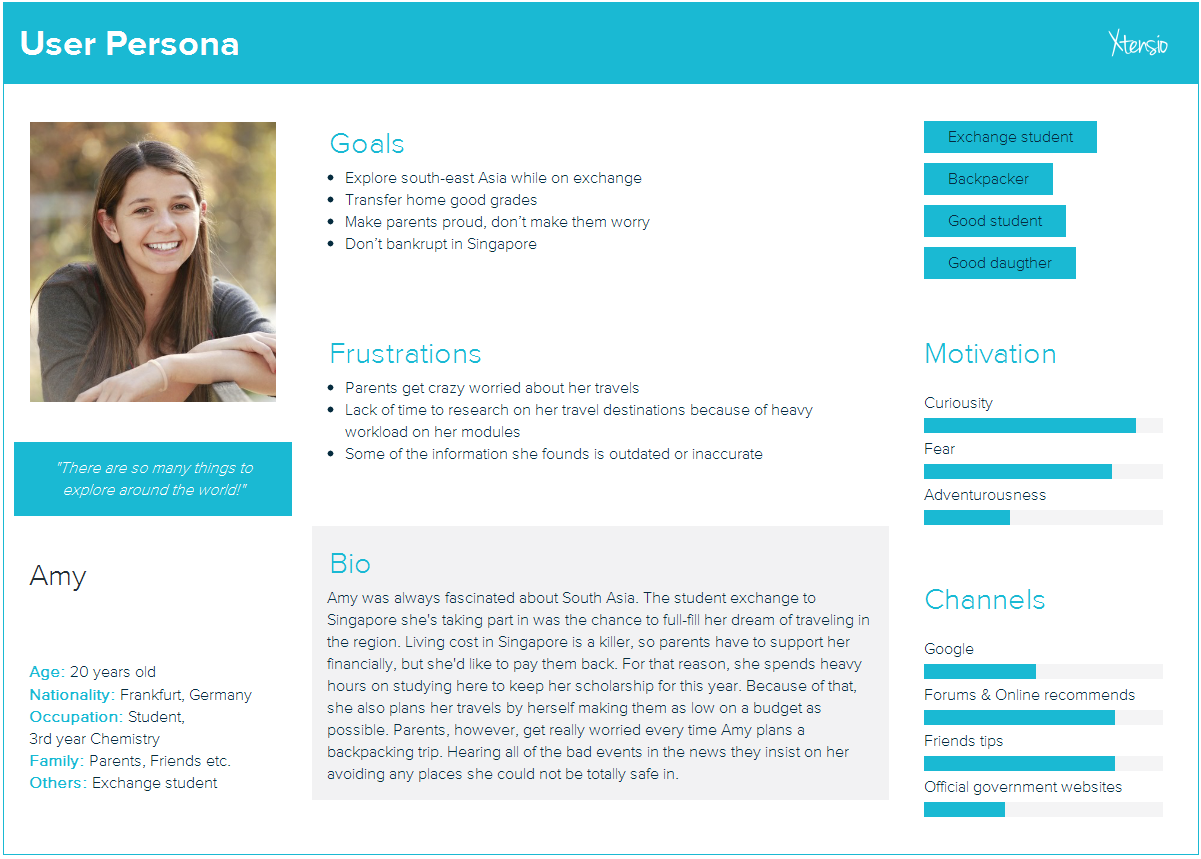 User Persona
Xtensio
"There are so many things to
explore around the world!"
Amy
Age: 20 years old
Nationality: Frankfurt, Germany
Occupation: Student,
3rd year Chemistry
Family: Parents, Friends etc.
Others: Exchange student
Goals
• Explore south-east Asia while on exchange
• Transfer home good grades
• Make parents proud, don’t make them worry
• Don’t bankrupt in Singapore
Frustrations
• Parents get crazy worried about her travels
• Lack of time to research on her travel destinations because of heavy
workload on her modules
• Some of the information she founds is outdated or inaccurate
Bio
Amy was always fascinated about South Asia. The student exchange to
Singapore she's taking part in was the chance to full-fill her dream of traveling in
the region. Living cost in Singapore is a killer, so parents have to support her
financially, but she'd like to pay them back. For that reason, she spends heavy
hours on studying here to keep her scholarship for this year. Because of that,
she also plans her travels by herself making them as low on a budget as
possible. Parents, however, get really worried every time Amy plans a
backpacking trip. Hearing all of the bad events in the news they insist on her
avoiding any places she could not be totally safe in.
Exchange student
Backpacker
Good student
Good daugther
Motivation
Curiousity
Fear
Adventurousness
Channels
Google
Forums & Online recommends
Friends tips
Official government websites